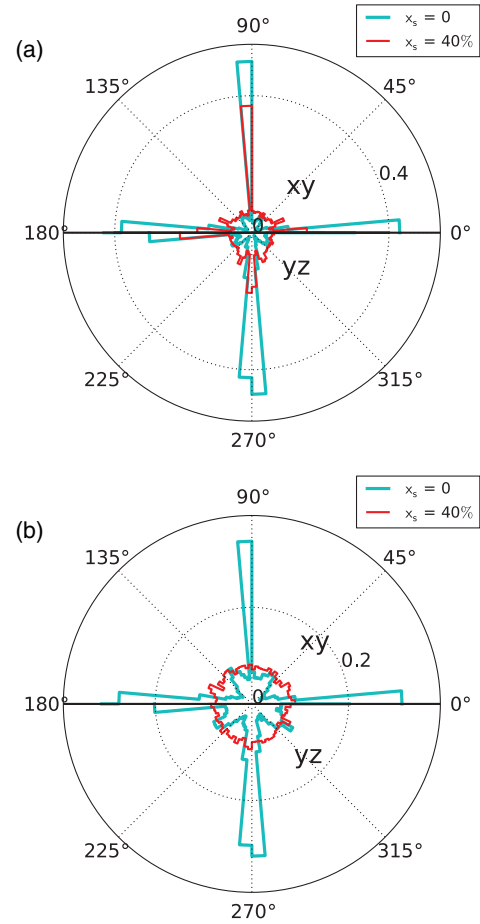 (a)
x_s = 0
x_s = 40%
90°
135°
45°
0.4
xy
180°
0
0°
yz
225°
315°
270°
(b)
x_s = 0
x_s = 40%
90°
135°
45°
xy
0.2
180°
0
0°
yz
225°
315°
270°